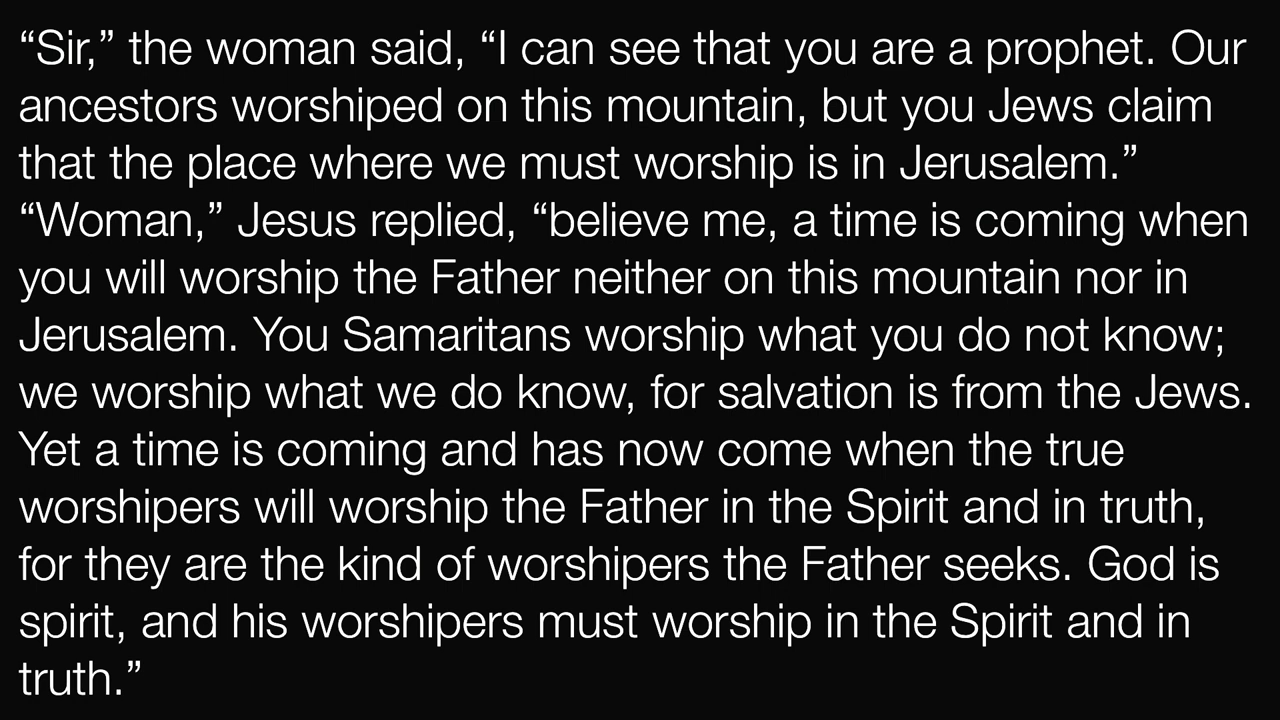 “Sir,” the woman said, “I can see that you are a prophet. Our
ancestors worshiped on this mountain, but you Jews claim
that the place where we must worship is in Jerusalem.”
“Woman,” Jesus replied, “believe me, a time is coming when
you will worship the Father neither on this mountain nor in
Jerusalem. You Samaritans worship what you do not know;
we worship what we do know, for salvation is from the Jews.
Yet a time is coming and has now come when the true
worshipers will worship the Father in the Spirit and in truth,
for they are the kind of worshipers the Father seeks. God is
spirit, and his worshipers must worship in the Spirit and in
truth.”